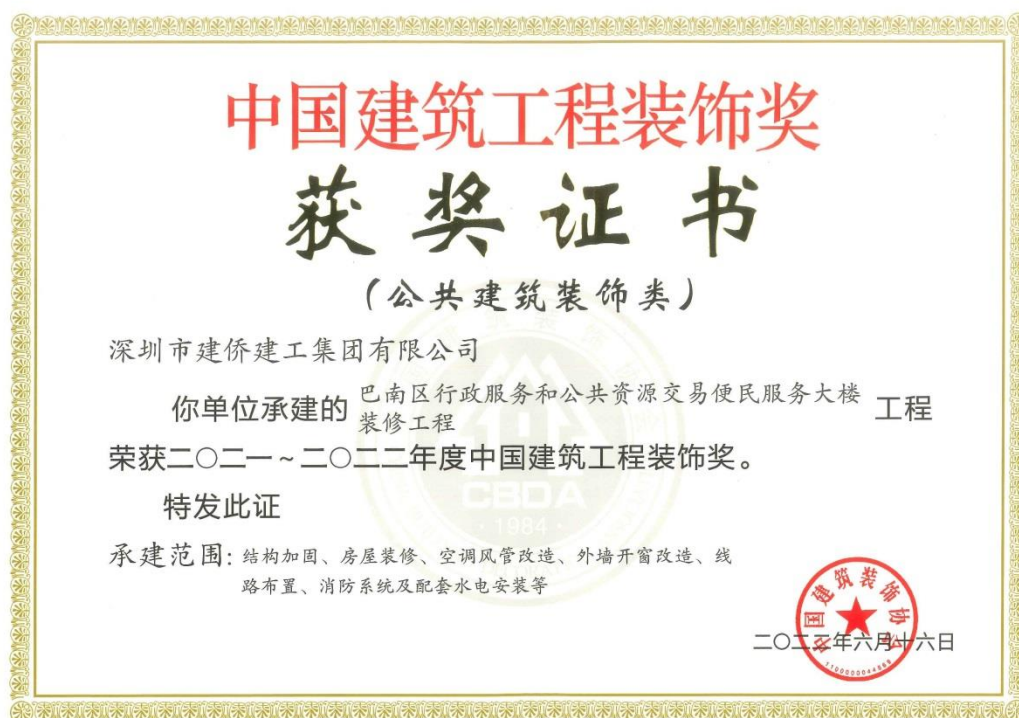 中国建筑工程装饰奖
获奖证书
（公共建筑装饰类）
深圳市建侨建工集团有限公司
你单位承建的 巴南区行政服务和公共资源交易便民服务大楼
装修工程 工程
荣获二〇二一～二〇二二年度中国建筑工程装饰奖。
特发此证
承建范围：结构加固、房屋装修、空调风管改造、外墙开窗改造、线
路布置、消防系统及配套水电安装等
CBDA
·1984·
中国建筑装饰协会
二〇二二年六月十六日